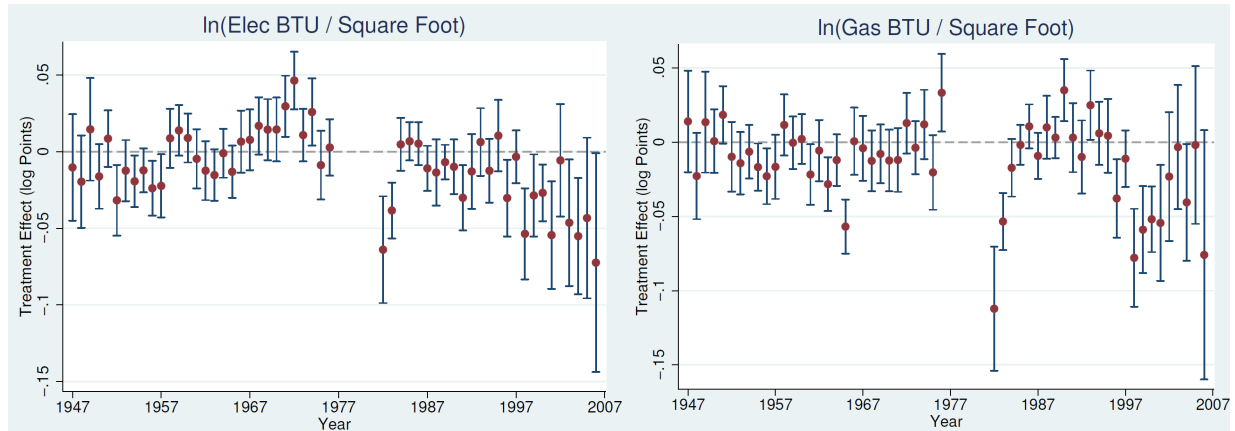 ln(Elec BTU / Square Foot)
Treatment Effect (log Points)
.05
0
-.05
-.1
-.15
1947 1957 1967 1977 1987 1997 2007
Year
ln(Gas BTU / Square Foot)
Treatment Effect (log Points)
.05
0
-.05
-.1
-.15
1947 1957 1967 1977 1987 1997 2007
Year